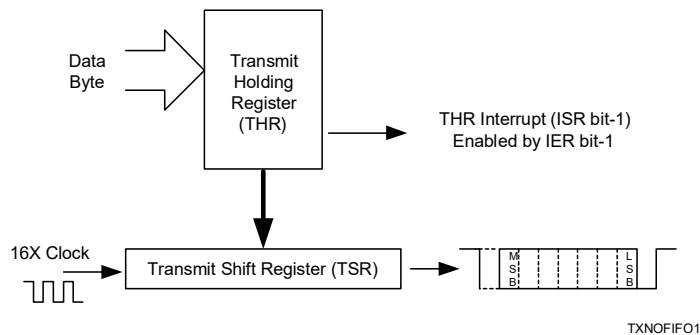 Data
Byte
Transmit
Holding
Register
(THR)
THR Interrupt (ISR bit-1)
Enabled by IER bit-1
16X Clock
Transmit Shift Register (TSR)
M
S
B
L
S
B
TXNOFIFO1